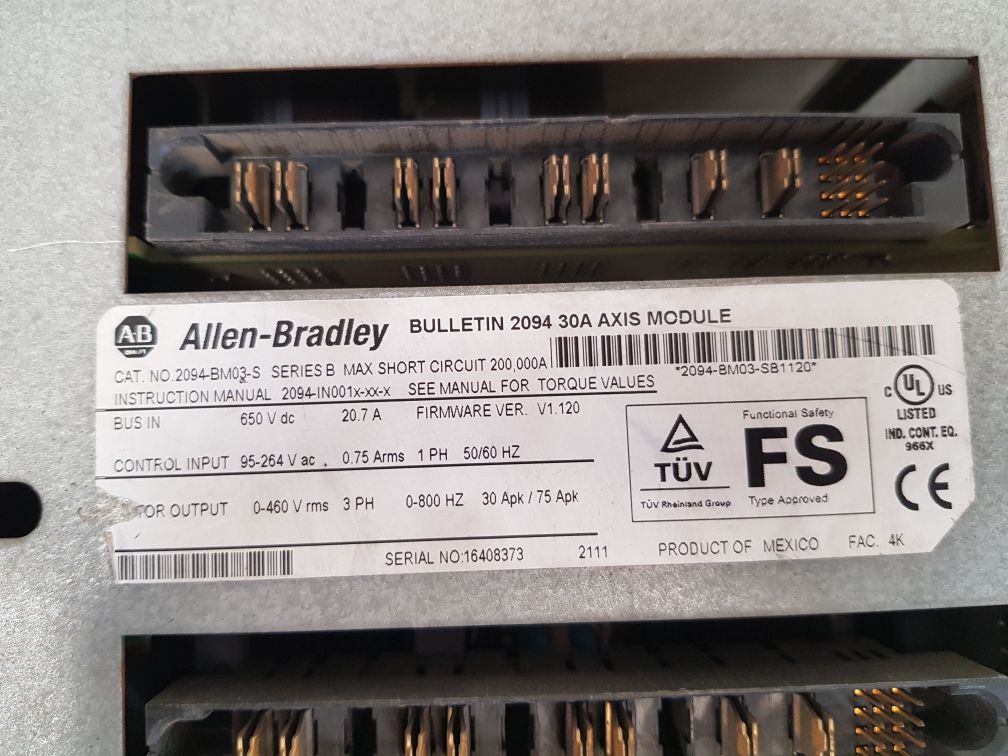 A-B
QUALITY
Allen-Bradley BULLETIN 2094 30A AXIS MODULE
CAT. NO. 2094-BM03-S SERIES B MAX SHORT CIRCUIT 200,000A
*2094-BM03-SB1120*
INSTRUCTION MANUAL 2094-IN001x-xx-x SEE MANUAL FOR TORQUE VALUES
BUS IN 650 V dc 20.7 A FIRMWARE VER. V1.120
CONTROL INPUT 95-264 V ac . 0.75 Arms 1 PH 50/60 HZ
TOR OUTPUT 0-460 V rms 3 PH 0-800 HZ 30 Apk / 75 Apk
SERIAL NO:16408373 2111 PRODUCT OF MEXICO FAC. 4K
TÜV
TÜV Rheinland Group
Functional Safety
FS
Type Approved
C UL US
LISTED
IND. CONT. EQ.
966X
CE